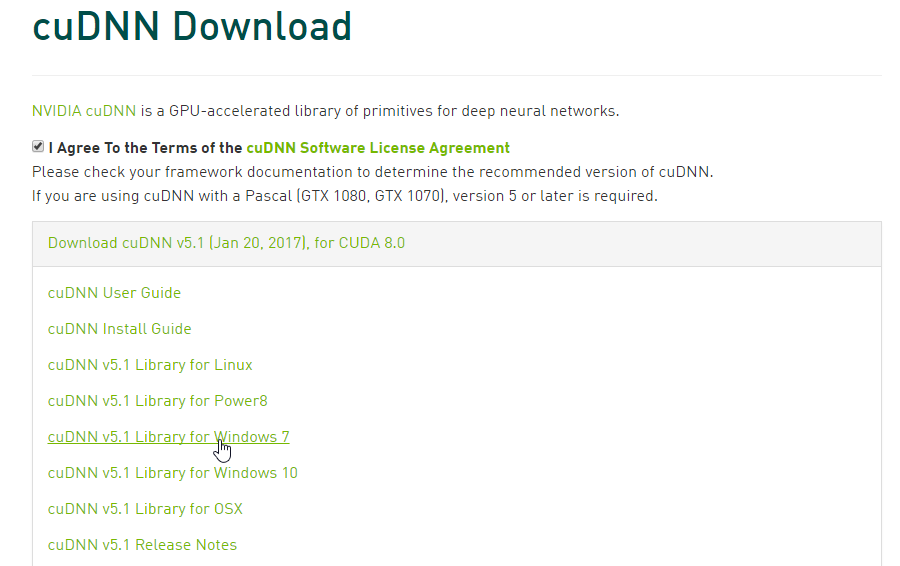 cuDNN Download
NVIDIA cuDNN is a GPU-accelerated library of primitives for deep neural networks.
I Agree To the Terms of the cuDNN Software License Agreement
Please check your framework documentation to determine the recommended version of cuDNN.
If you are using cuDNN with a Pascal (GTX 1080, GTX 1070), version 5 or later is required.
Download cuDNN v5.1 (Jan 20, 2017), for CUDA 8.0
cuDNN User Guide
cuDNN Install Guide
cuDNN v5.1 Library for Linux
cuDNN v5.1 Library for Power8
cuDNN v5.1 Library for Windows 7
cuDNN v5.1 Library for Windows 10
cuDNN v5.1 Library for OSX
cuDNN v5.1 Release Notes